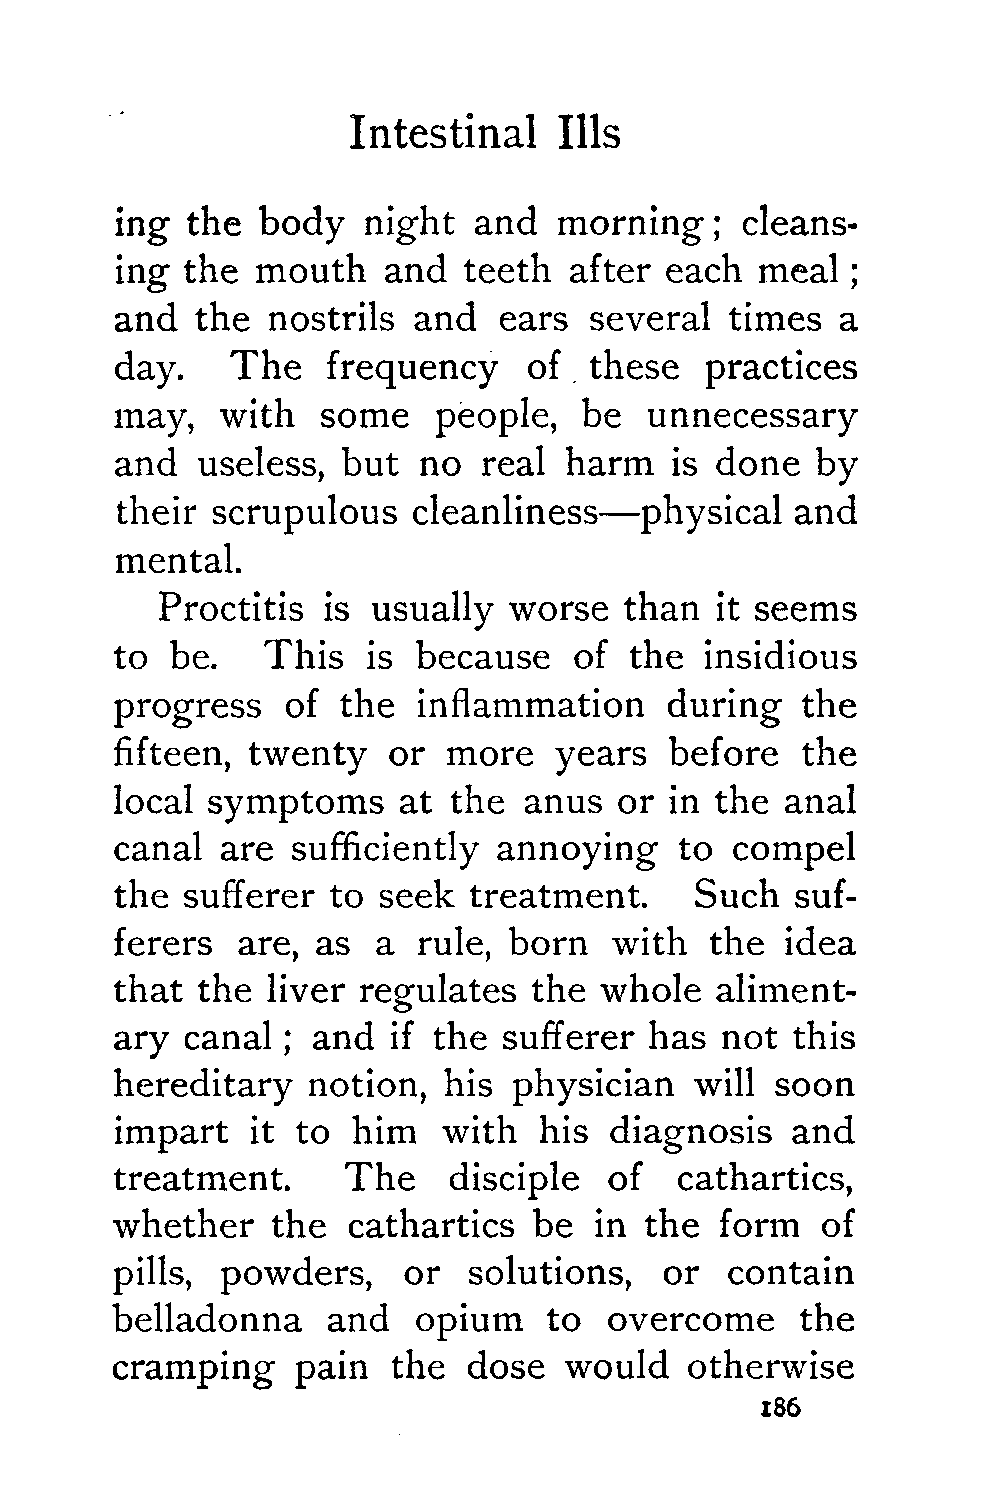 Intestinal Ills
ing the body night and morning ; cleans-
ing the mouth and teeth after each meal ;
and the nostrils and ears several times a
day. The frequency of these practices
may, with some people, be unnecessary
and useless, but no real harm is done by
their scrupulous cleanliness—physical and
mental.
Proctitis is usually worse than it seems
to be. This is because of the insidious
progress of the inflammation during the
fifteen, twenty or more years before the
local symptoms at the anus or in the anal
canal are sufficiently annoying to compel
the sufferer to seek treatment. Such suf-
ferers are, as a rule, born with the idea
that the liver regulates the whole aliment-
ary canal ; and if the sufferer has not this
hereditary notion, his physician will soon
impart it to him with his diagnosis and
treatment. The disciple of cathartics,
whether the cathartics be in the form of
pills, powders, or solutions, or contain
belladonna and opium to overcome the
cramping pain the dose would otherwise
186